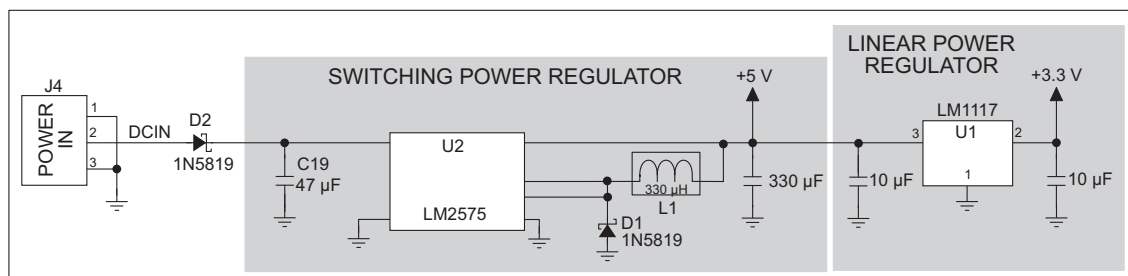 LINEAR POWER
REGULATOR
SWITCHING POWER REGULATOR
+5 V
+3.3 V
J4
POWER
IN
1
2
3
DCIN
D2
1N5819
C19
47 µF
U2
LM2575
330 µH
L1
D1
1N5819
330 µF
10 µF
LM1117
3
U1
2
1
10 µF